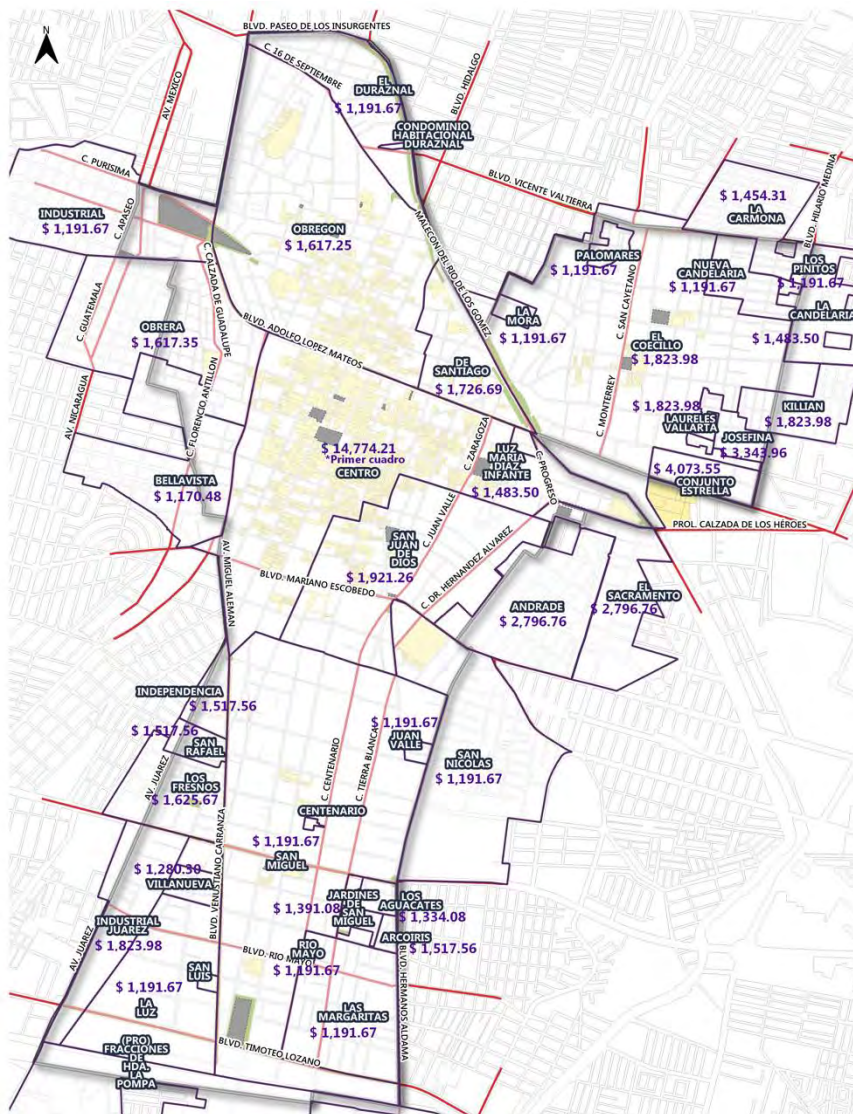 BLVD. PASEO DE LOS INSURGENTES
N
C. 16 DE SEPTIEMBRE
AV. MEXICO
EL
DURAZNAL
$ 1,191.67
BLVD. HIDALGO
CONDOMINIO
HABITACIONAL
DURAZNAL
C. PURISIMA
BLVD. VICENTE VALTIERRA
BLVD. HILARIO MEDINA
$ 1,454.31
LA
CARMONA
INDUSTRIAL
$ 1,191.67
C. APASEO
OBREGON
$ 1,617.25
MALECON DEL RIO DE LOS GOMEZ
PALOMARES
$ 1,191.67
C. SAN CAYETANO
NUEVA
CANDELARIA
$ 1,191.67
LOS
PINITOS
$ 1,191.67
C. CALZADA DE GUADALUPE
C. GUATEMALA
OBRERA
$ 1,617.35
BLVD. ADOLFO LOPEZ MATEOS
LA
MORA
$ 1,191.67
LA
CANDELARIA
$ 1,483.50
EL
COECILLO
$ 1,823.98
DE
SANTIAGO
$ 1,726.69
AV. NICARAGUA
C. FLORENCIO ANTILLON
C. MONTERREY
$ 1,823.98
LAURELES
VALLARTA
KILLIAN
$ 1,823.98
JOSEFINA
$ 3,343.96
$ 14,774.21
*Primer cuadro
CENTRO
C. ZARAGOZA
LUZ
MARIA
DIAZ
INFANTE
$ 1,483.50
C. PROGRESO
$ 4,073.55
CONJUNTO
ESTRELLA
BELLAVISTA
$ 1,170.48
C. JUAN VALLE
PROL. CALZADA DE LOS HÉROES
SAN
JUAN
DE
DIOS
$ 1,921.26
AV. MIGUEL ALEMAN
BLVD. MARIANO ESCOBEDO
C. DR. HERNANDEZ ALVAREZ
ANDRADE
$ 2,796.76
EL
SACRAMENTO
$ 2,796.76
INDEPENDENCIA
$ 1,517.56
$ 1,517.56
SAN
RAFAEL
$ 1,191.67
JUAN
VALLE
SAN
NICOLAS
$ 1,191.67
AV. JUAREZ
LOS
FRESNOS
$ 1,625.67
C. CENTENARIO
C. TIERRA BLANCA
CENTENARIO
$ 1,191.67
BLVD. VENUSTIANO CARRANZA
SAN
MIGUEL
$ 1,280.30
VILLANUEVA
$ 1,391.08
JARDINES
DE
SAN
MIGUEL
LOS
AGUACATES
$ 1,334.08
INDUSTRIAL
JUAREZ
$ 1,823.98
ARCOIRIS
$ 1,517.56
AV. JUAREZ
RIO
MAYO
BLVD. RIO MAYO
$ 1,191.67
SAN
LUIS
$ 1,191.67
LA
LUZ
BLVD. HERMANOS ALDAMA
LAS
MARGARITAS
$ 1,191.67
(PRO)
FRACCIONES
DE
HDA.
LA
POMPA
BLVD. TIMOTEO LOZANO